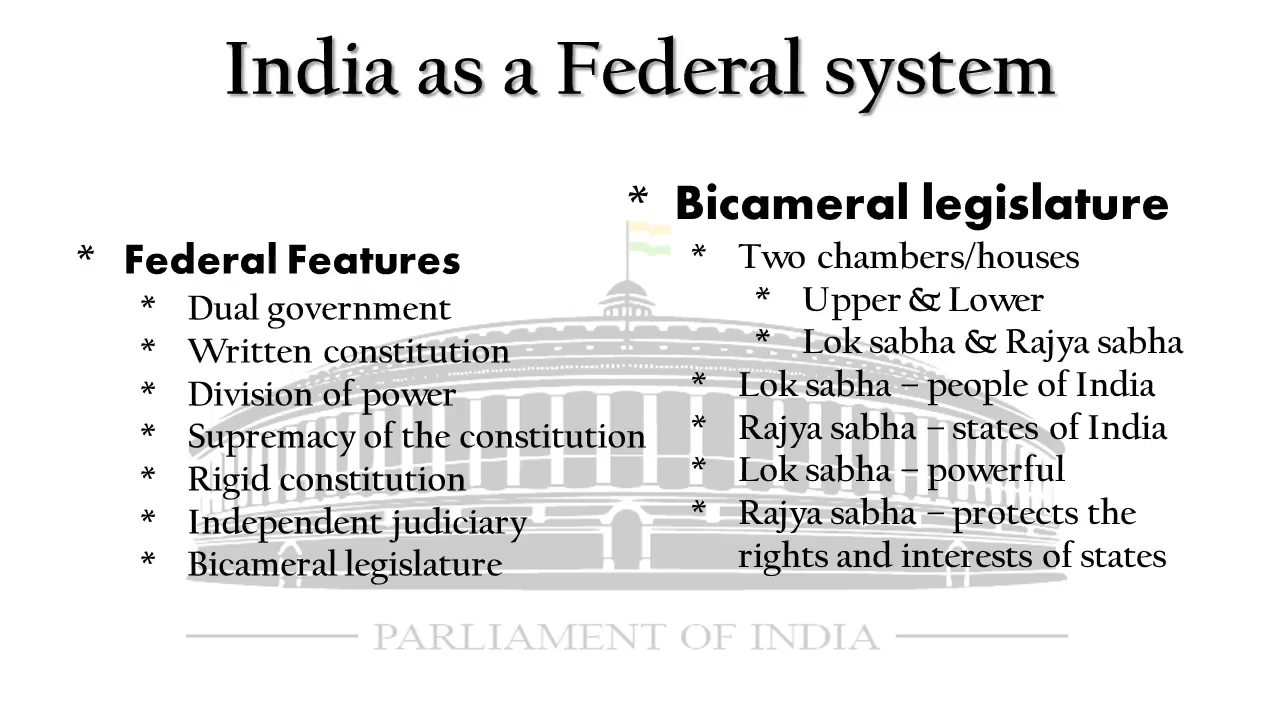 India as a Federal system
* Federal Features
* Dual government
* Written constitution
* Division of power
* Supremacy of the constitution
* Rigid constitution
* Independent judiciary
* Bicameral legislature
* Bicameral legislature
* Two chambers/houses
* Upper & Lower
* Lok sabha & Rajya sabha
* Lok sabha – people of India
* Rajya sabha – states of India
* Lok sabha – powerful
* Rajya sabha – protects the
rights and interests of states
PARLIAMENT OF INDIA